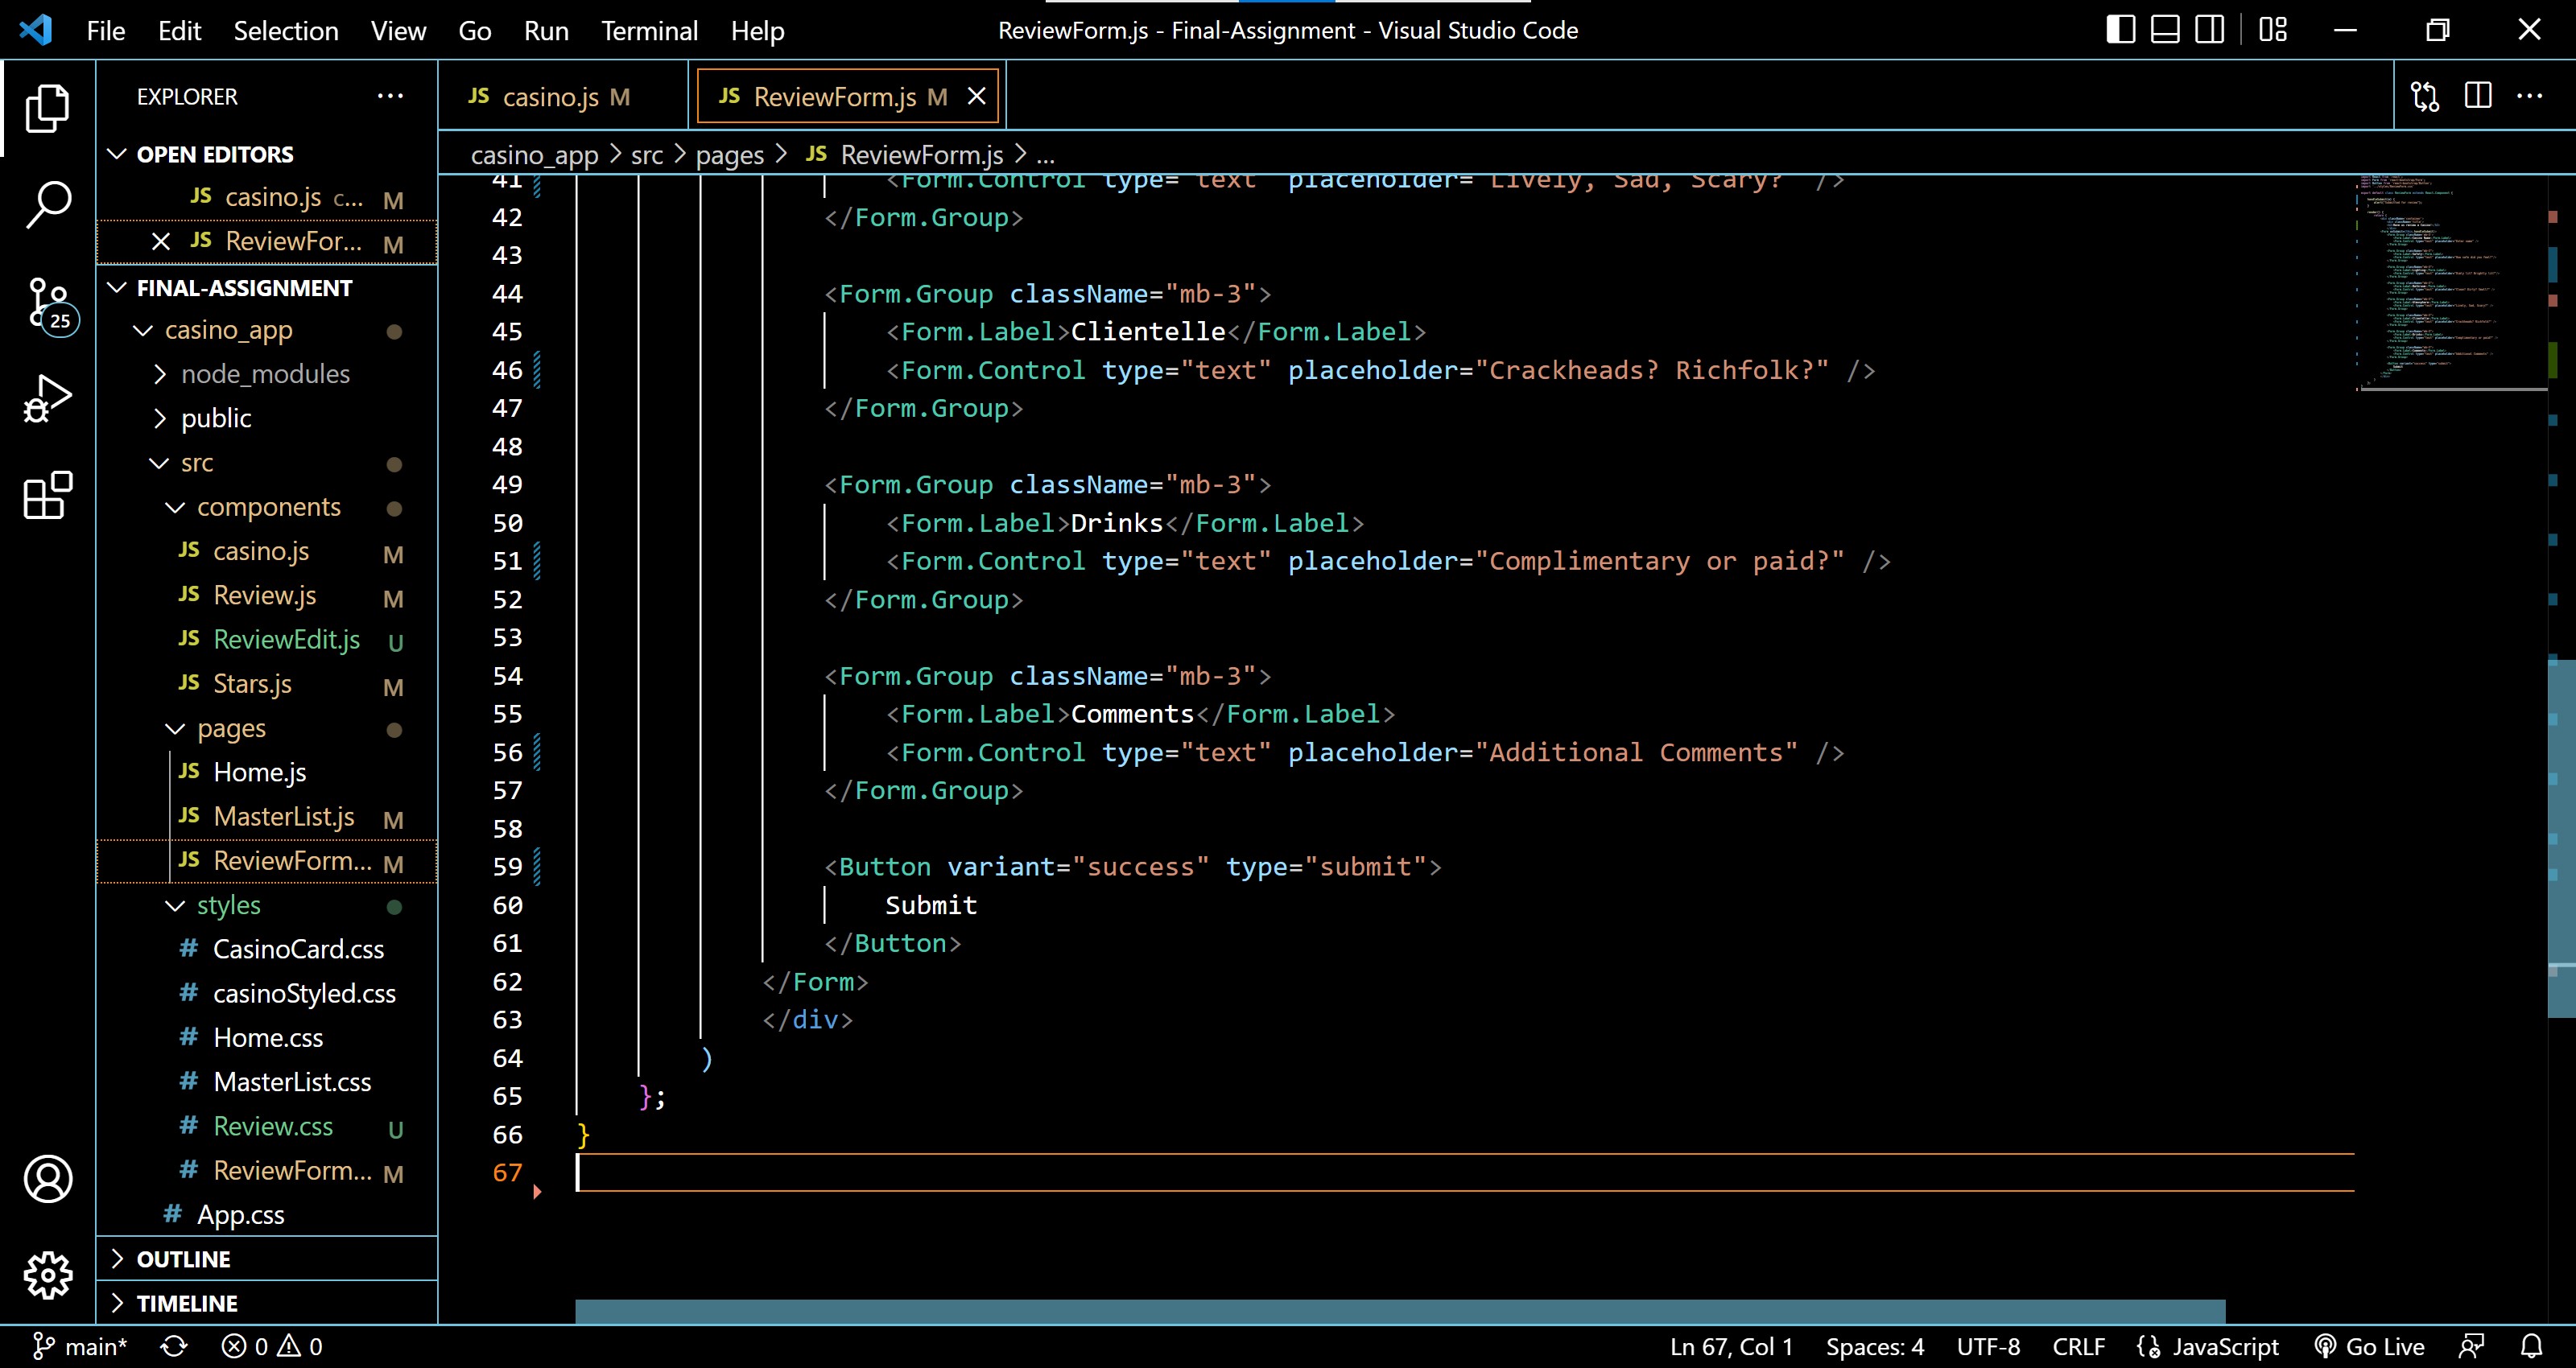 File Edit Selection View Go Run Terminal Help
ReviewForm.js - Final-Assignment - Visual Studio Code
EXPLORER
OPEN EDITORS
JS casino.js c... M
JS ReviewFor... M
FINAL-ASSIGNMENT
casino_app
node_modules
public
src
components
JS casino.js M
JS Review.js M
JS ReviewEdit.js U
JS Stars.js M
pages
JS Home.js
JS MasterList.js M
JS ReviewForm... M
styles
# CasinoCard.css
# casinoStyled.css
# Home.css
# MasterList.css
# Review.css U
# ReviewForm... M
# App.css
OUTLINE
TIMELINE
25
JS casino.js M
JS ReviewForm.js M
casino_app > src > pages > JS ReviewForm.js > ...
41 <Form.Control type="text" placeholder="Lively, Sad, Scary?" />
42 </Form.Group>
43
44 <Form.Group className="mb-3">
45 <Form.Label>Clientelle</Form.Label>
46 <Form.Control type="text" placeholder="Crackheads? Richfolk?" />
47 </Form.Group>
48
49 <Form.Group className="mb-3">
50 <Form.Label>Drinks</Form.Label>
51 <Form.Control type="text" placeholder="Complimentary or paid?" />
52 </Form.Group>
53
54 <Form.Group className="mb-3">
55 <Form.Label>Comments</Form.Label>
56 <Form.Control type="text" placeholder="Additional Comments" />
57 </Form.Group>
58
59 <Button variant="success" type="submit">
60 Submit
61 </Button>
62 </Form>
63 </div>
64 )
65 };
66 }
67
main* 0 0
Ln 67, Col 1 Spaces: 4 UTF-8 CRLF JavaScript Go Live